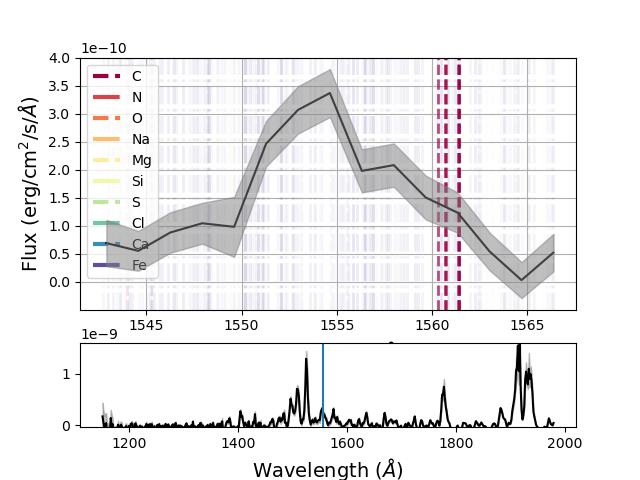 1e−10
Flux (erg/cm²/s/Å)
4.0
3.5
3.0
2.5
2.0
1.5
1.0
0.5
0.0
C
N
O
Na
Mg
Si
S
Cl
Ca
Fe
1545 1550 1555 1560 1565
1e−9
1
0
1200 1400 1600 1800 2000
Wavelength (Å)